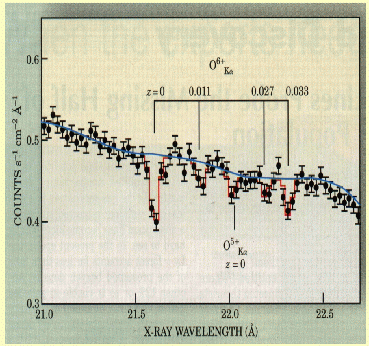 O6+ Kα
z=0 0.011 0.027 0.033
0.6
0.5
0.4
0.3
COUNTS s−1 cm−2 Å−1
O5+ Kα
z=0
21.0 21.5 22.0 22.5
X-RAY WAVELENGTH (Å)